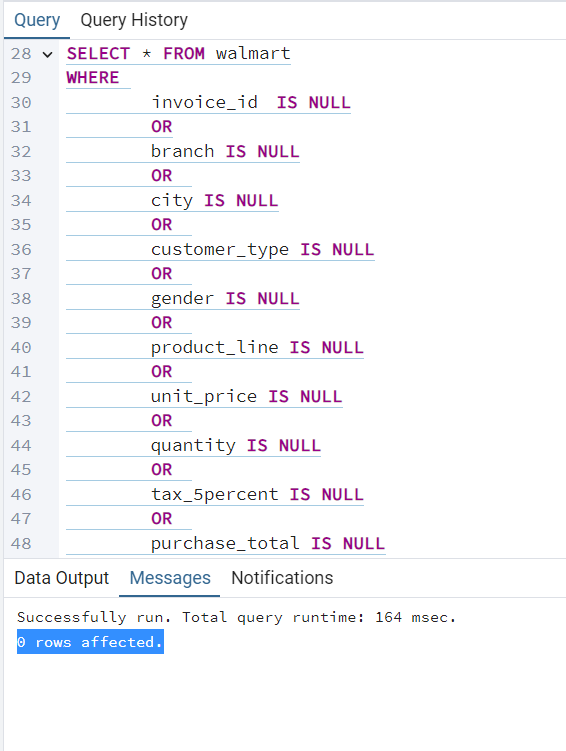 Query Query History
28 SELECT * FROM walmart
29 WHERE
30 invoice_id IS NULL
31 OR
32 branch IS NULL
33 OR
34 city IS NULL
35 OR
36 customer_type IS NULL
37 OR
38 gender IS NULL
39 OR
40 product_line IS NULL
41 OR
42 unit_price IS NULL
43 OR
44 quantity IS NULL
45 OR
46 tax_5percent IS NULL
47 OR
48 purchase_total IS NULL
Data Output Messages Notifications
Successfully run. Total query runtime: 164 msec.
0 rows affected.